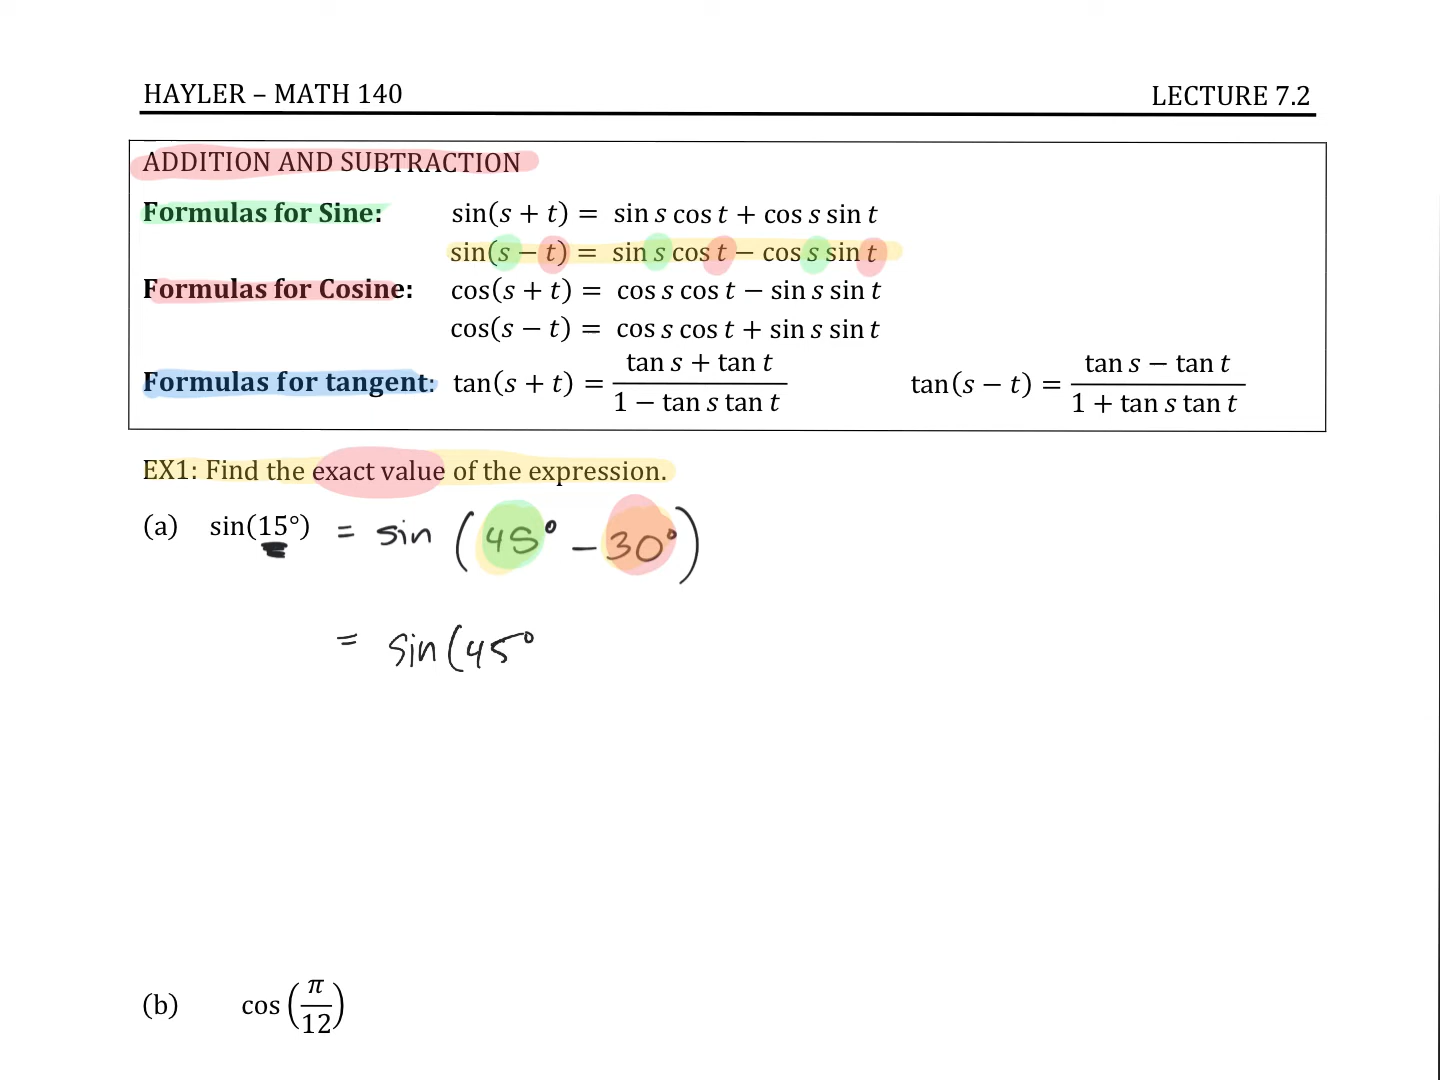 HAYLER – MATH 140 LECTURE 7.2
ADDITION AND SUBTRACTION
Formulas for Sine: sin(s + t) = sin s cos t + cos s sin t
sin(s − t) = sin s cos t − cos s sin t
Formulas for Cosine: cos(s + t) = cos s cos t − sin s sin t
cos(s − t) = cos s cos t + sin s sin t
Formulas for tangent: tan(s + t) = (tan s + tan t)/(1 − tan s tan t) tan(s − t) = (tan s − tan t)/(1 + tan s tan t)
EX1: Find the exact value of the expression.
(a) sin(15°) = sin (45° − 30°)
= sin(45°
(b) cos (π/12)